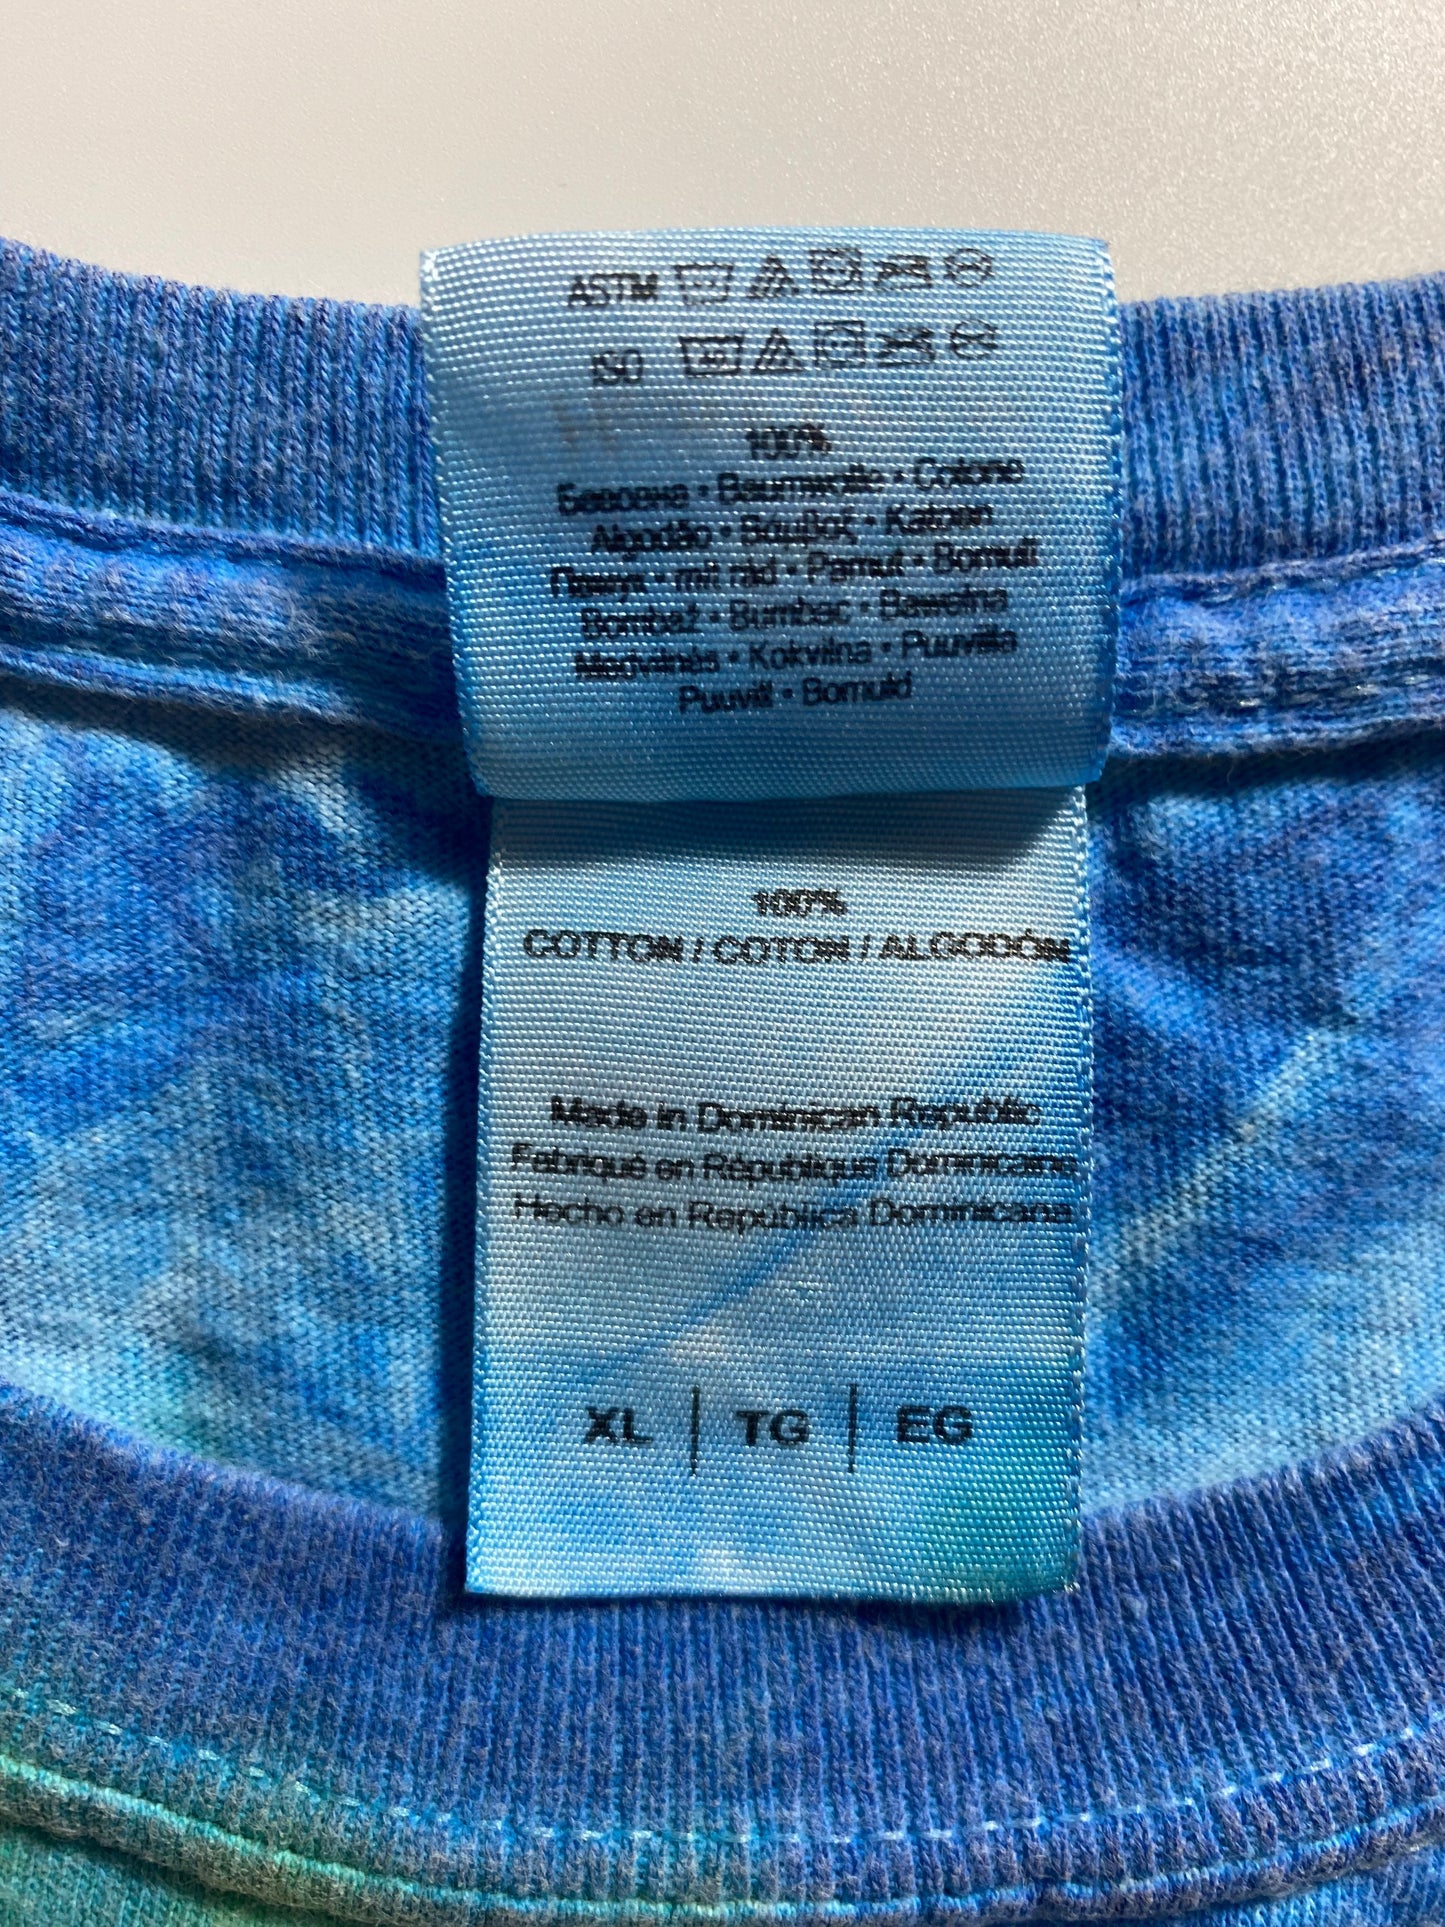 ASTM
ISO
100%
Бавовна • Baumwolle • Cotone
Algodão • Βάμβαξ • Katoen
Памук • mit näd • Pamut • Bomull
Bombaž • Bumbac • Bawełna
Medvilnės • Kokvilna • Puuvilla
Puuvill • Bomuld
100%
COTTON / COTON / ALGODÓN
Made in Dominican Republic
Fabriqué en République Dominicaine
Hecho en República Dominicana
XL | TG | EG